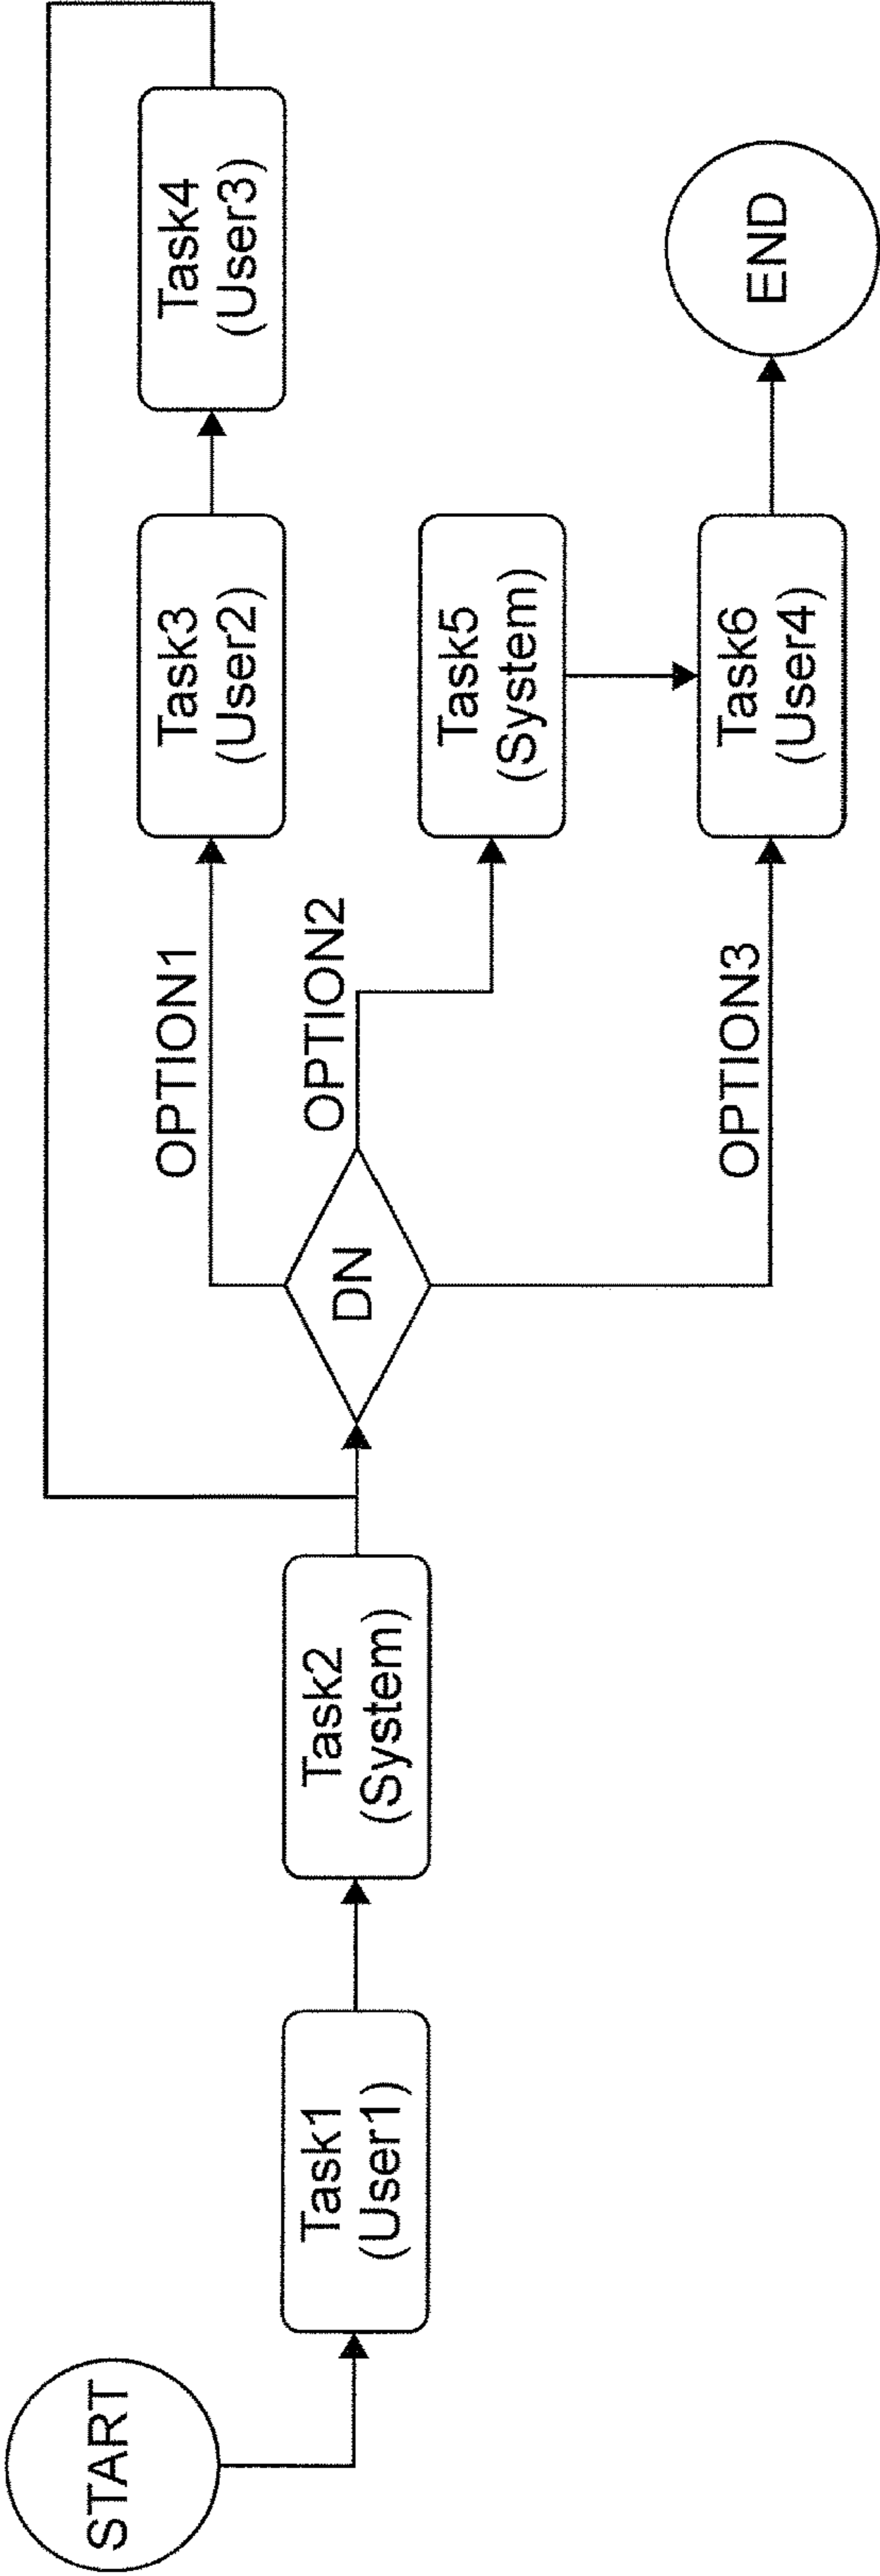 START
Task1
(User1)
Task2
(System)
DN
OPTION1
OPTION2
OPTION3
Task3
(User2)
Task4
(User3)
Task5
(System)
Task6
(User4)
END